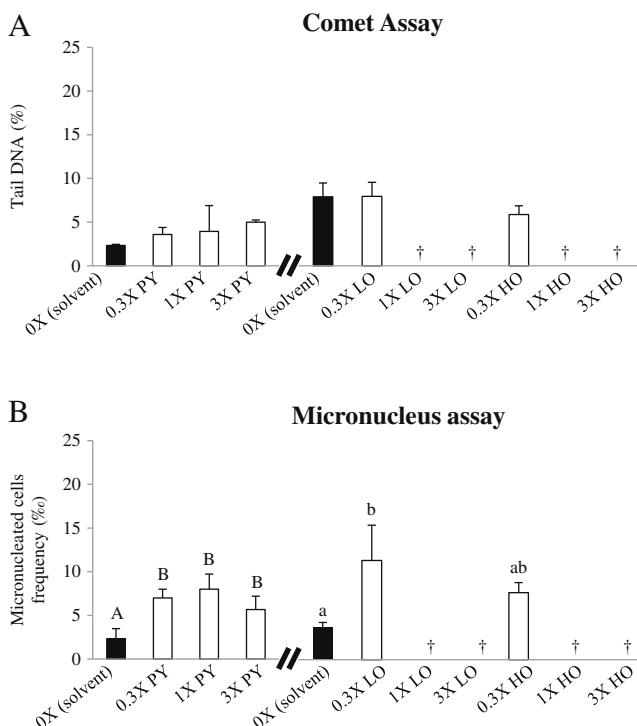 A
Comet Assay
Tail DNA (%)
25
20
15
10
5
0
† † † †
0X (solvent) 0.3X PY 1X PY 3X PY 0X (solvent) 0.3X LO 1X LO 3X LO 0.3X HO 1X HO 3X HO
B
Micronucleus assay
Micronucleated cells
frequency (‰)
25
20
15
10
5
0
A B B B a b † † ab † †
0X (solvent) 0.3X PY 1X PY 3X PY 0X (solvent) 0.3X LO 1X LO 3X LO 0.3X HO 1X HO 3X HO